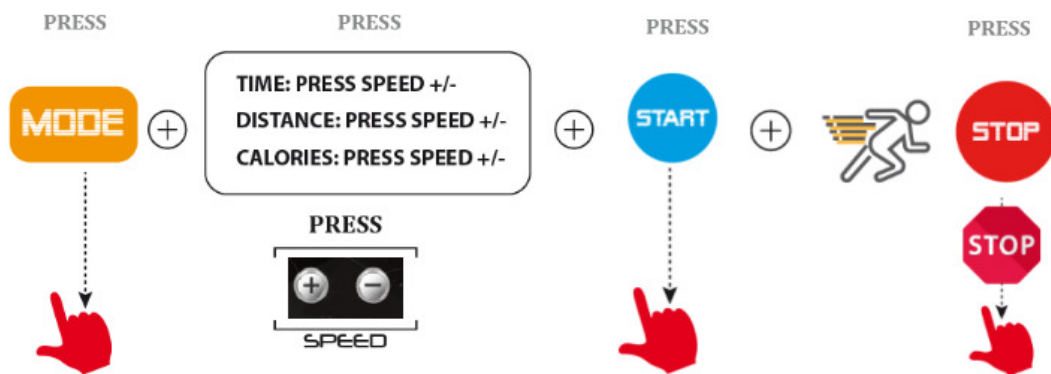 PRESS
PRESS
PRESS
PRESS
MODE
TIME: PRESS SPEED +/-
DISTANCE: PRESS SPEED +/-
CALORIES: PRESS SPEED +/-
START
STOP
PRESS
SPEED
STOP